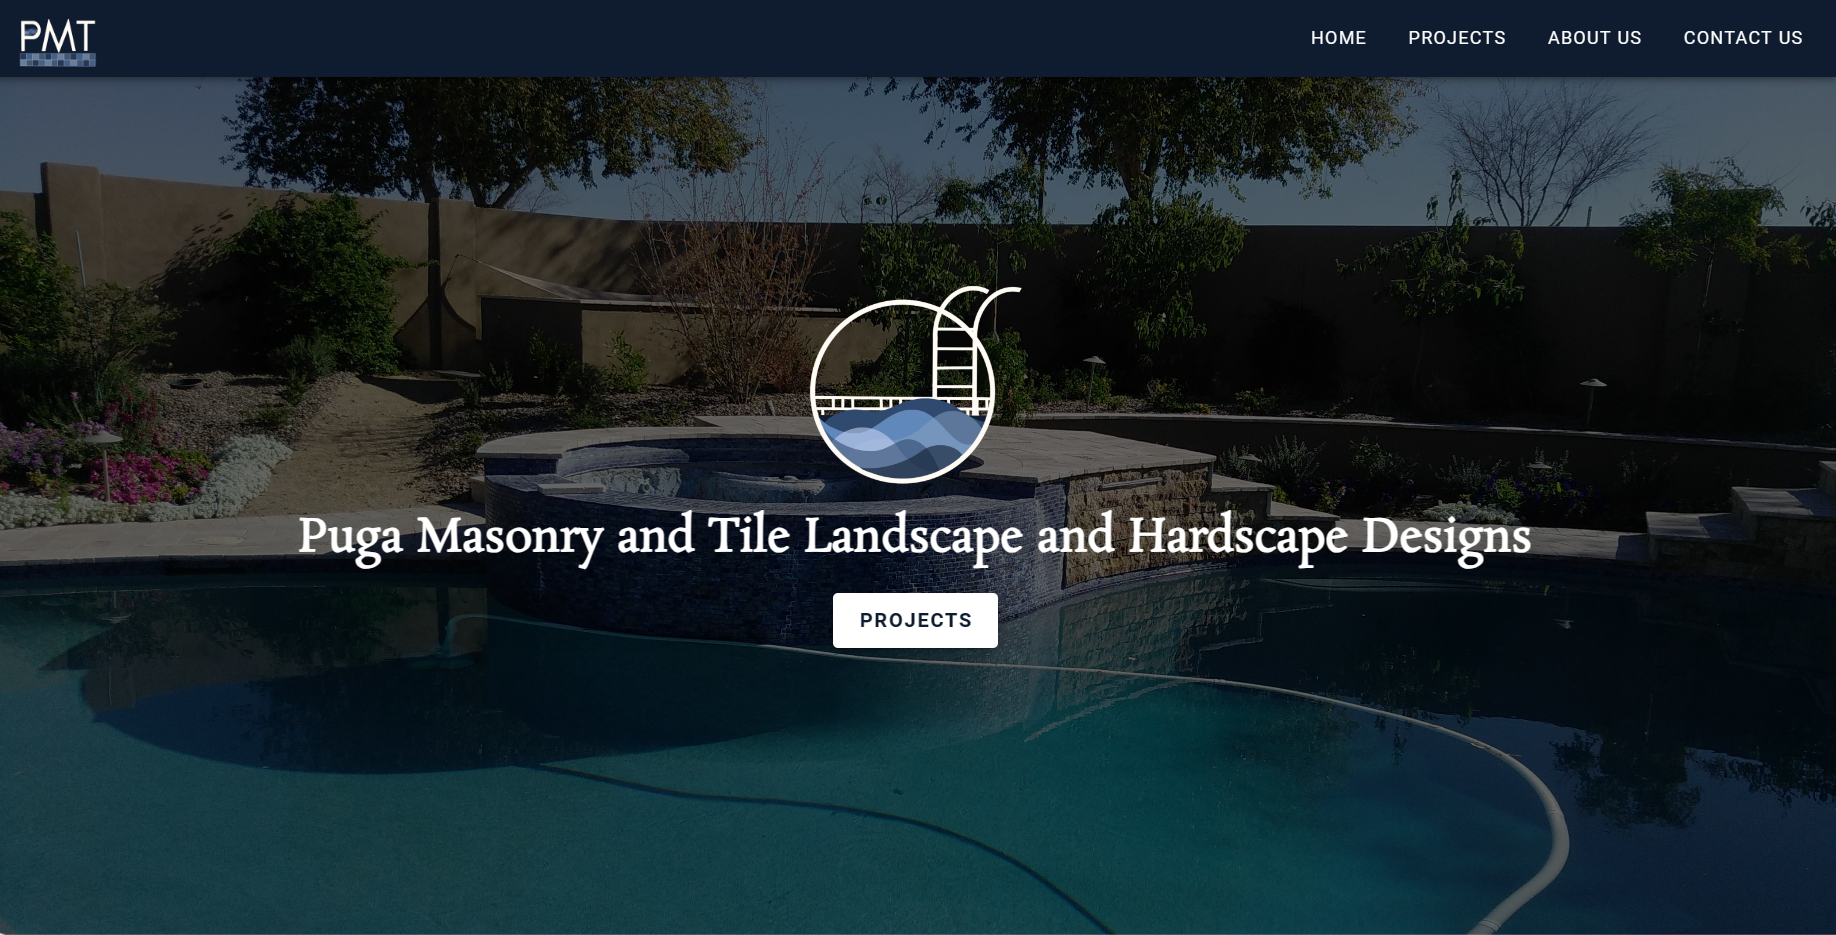 PMT
HOME PROJECTS ABOUT US CONTACT US
Puga Masonry and Tile Landscape and Hardscape Designs
PROJECTS